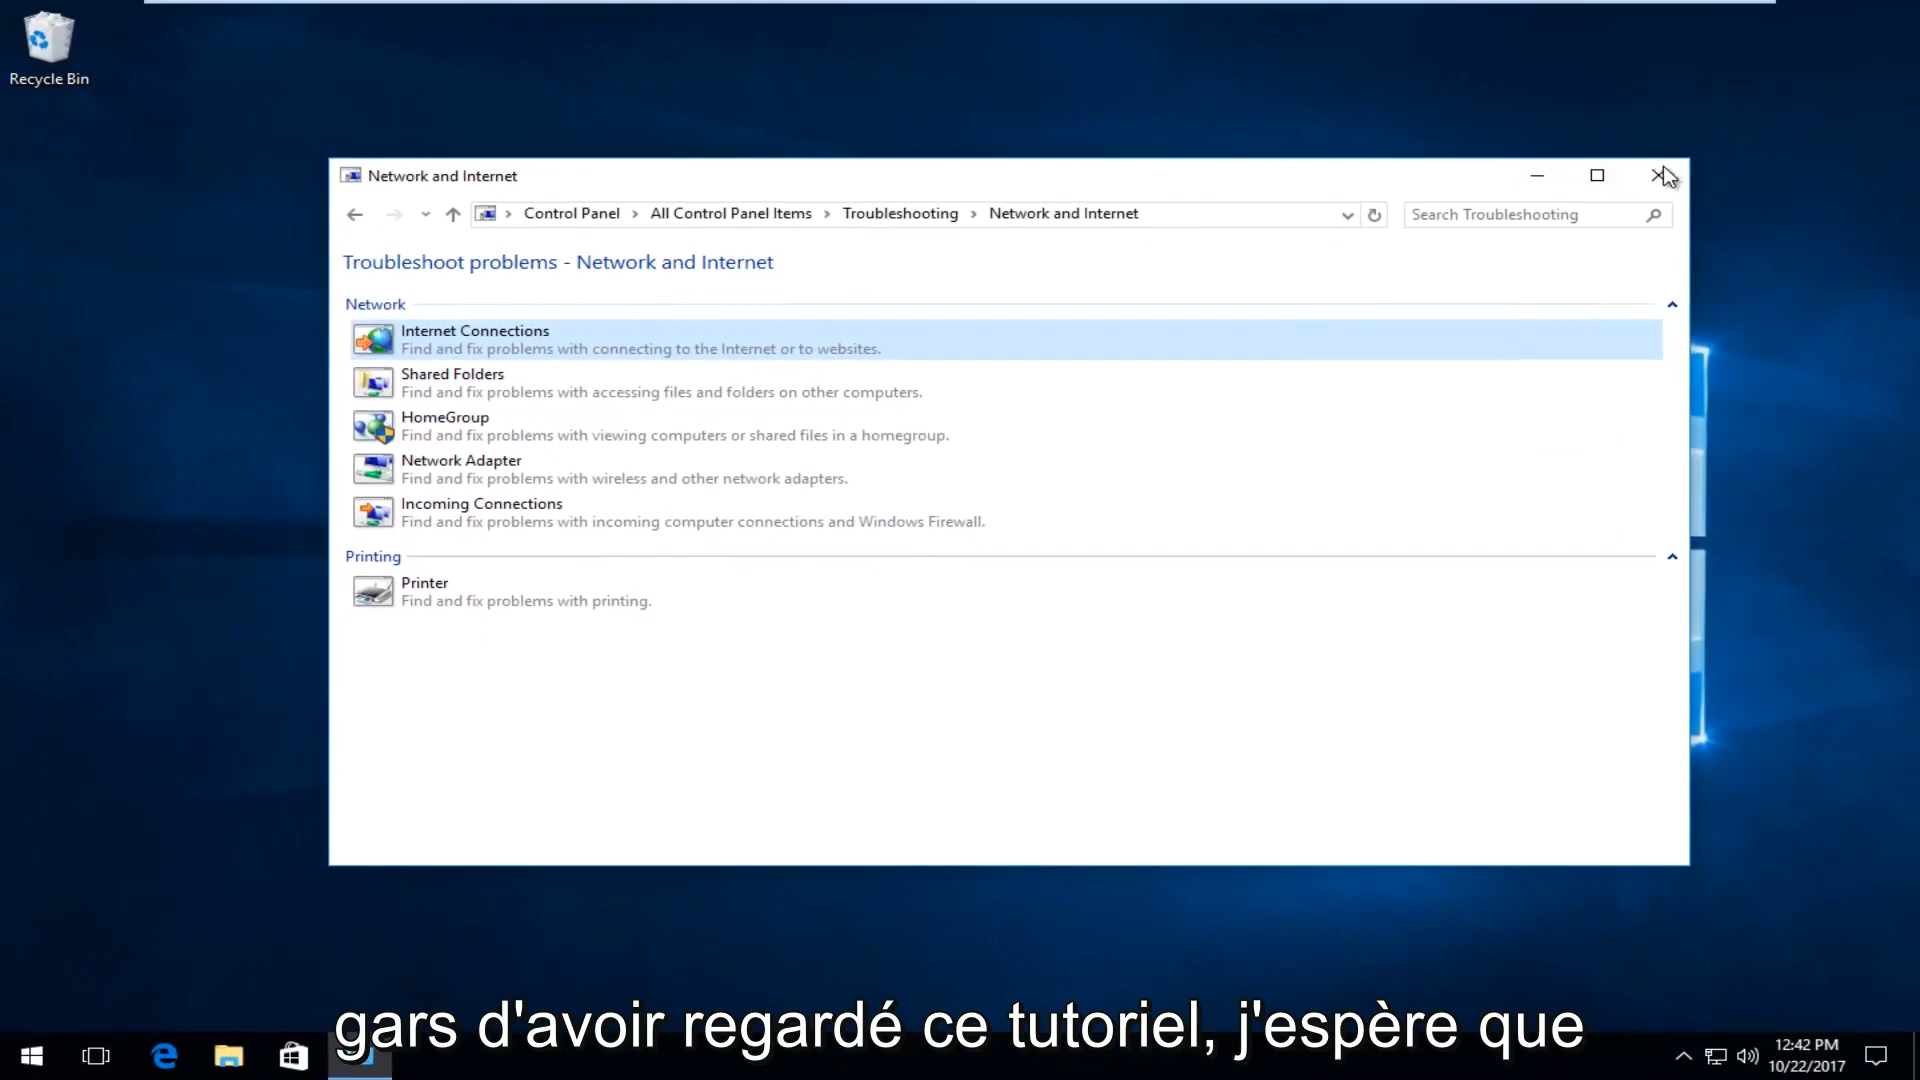 Recycle Bin
Network and Internet
Control Panel > All Control Panel Items > Troubleshooting > Network and Internet
Search Troubleshooting
Troubleshoot problems - Network and Internet
Network
Internet Connections
Find and fix problems with connecting to the Internet or to websites.
Shared Folders
Find and fix problems with accessing files and folders on other computers.
HomeGroup
Find and fix problems with viewing computers or shared files in a homegroup.
Network Adapter
Find and fix problems with wireless and other network adapters.
Incoming Connections
Find and fix problems with incoming computer connections and Windows Firewall.
Printing
Printer
Find and fix problems with printing.
gars d'avoir regardé ce tutoriel, j'espère que
12:42 PM
10/22/2017